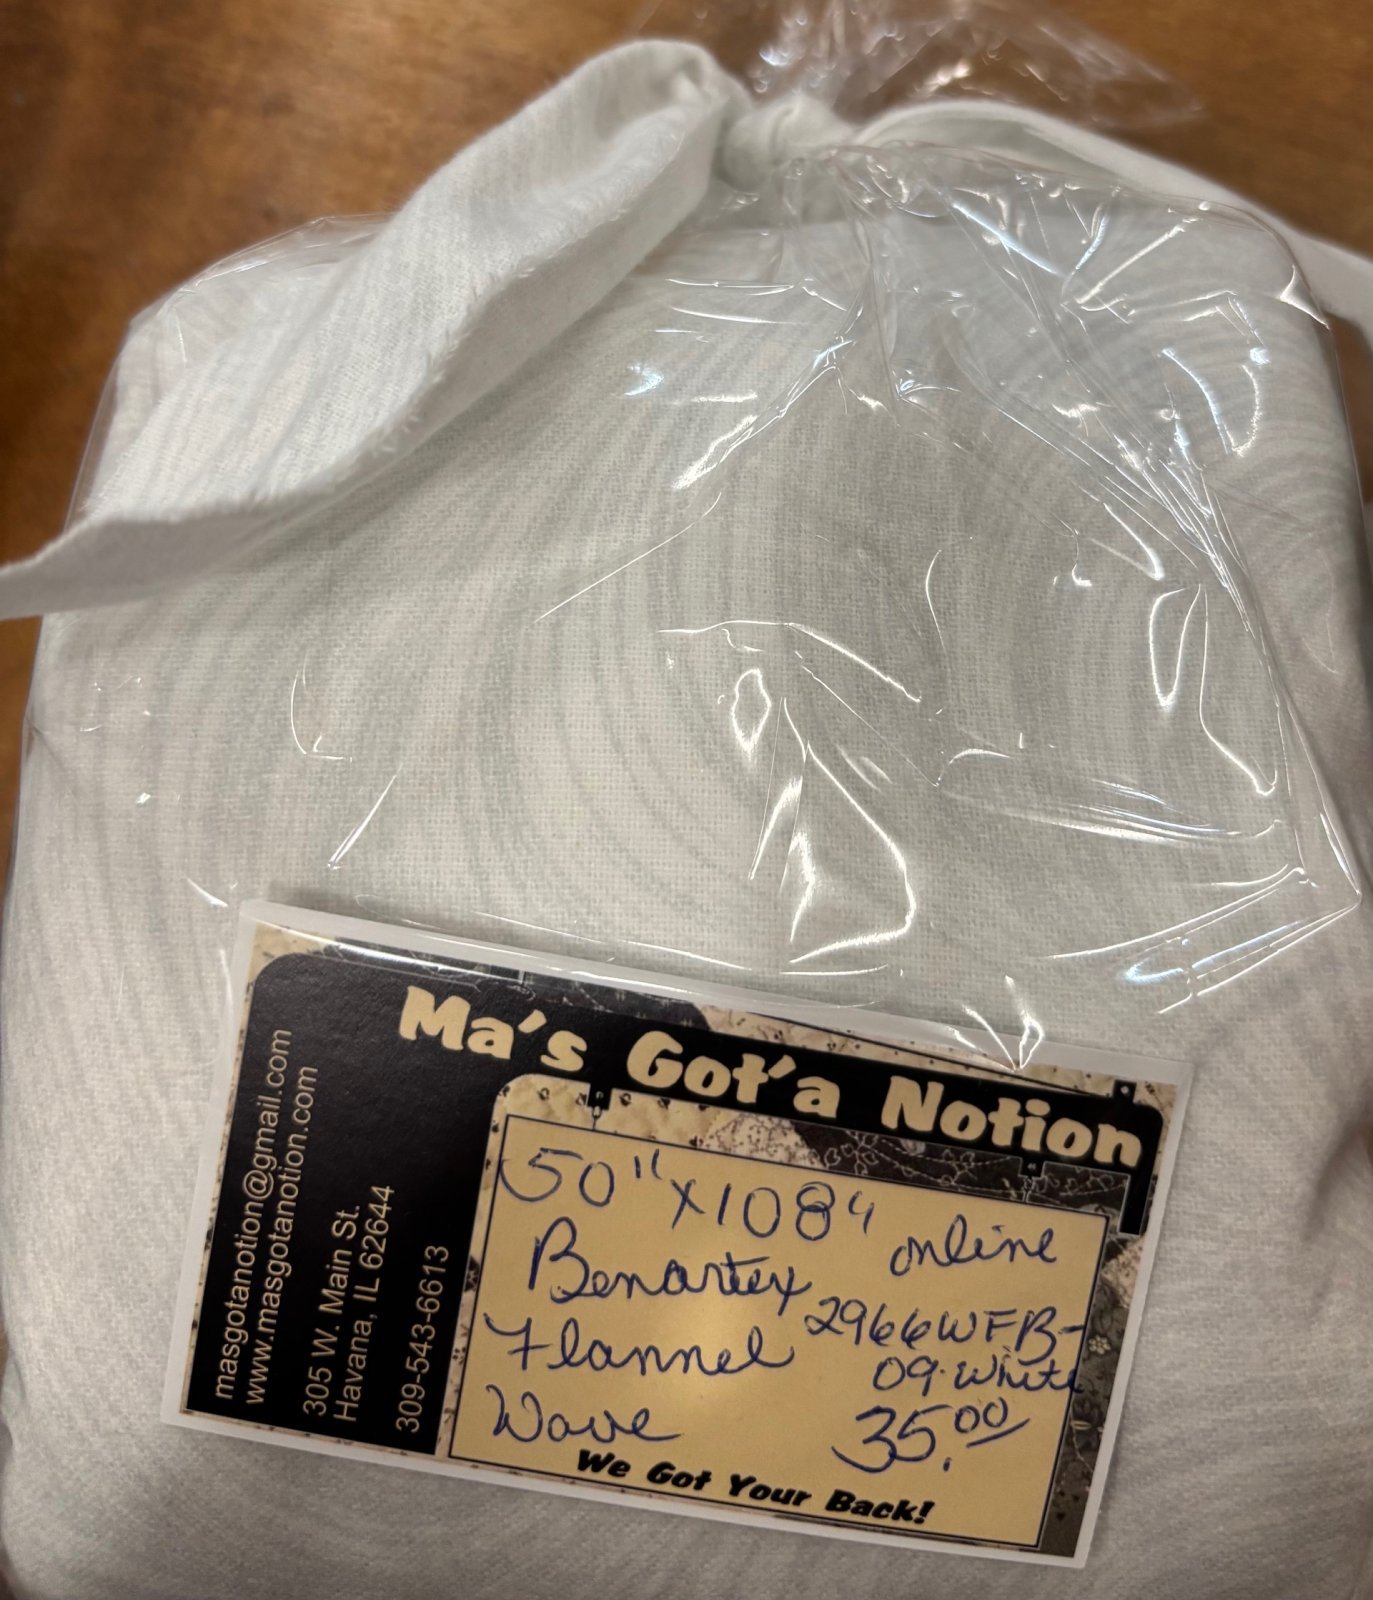 Ma's Got'a Notion
masgotanotion@gmail.com
www.masgotanotion.com
305 W. Main St.
Havana, IL 62644
309-543-6613
50" x 108" online
Benartex 2966WFB-
Flannel 09-White
Wave 35.00
We Got Your Back!